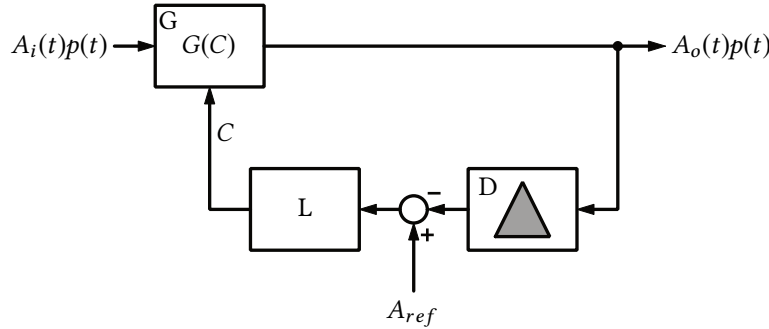 G
A_i(t)p(t)
G(C)
A_o(t)p(t)
C
L
−
D
+
A_ref